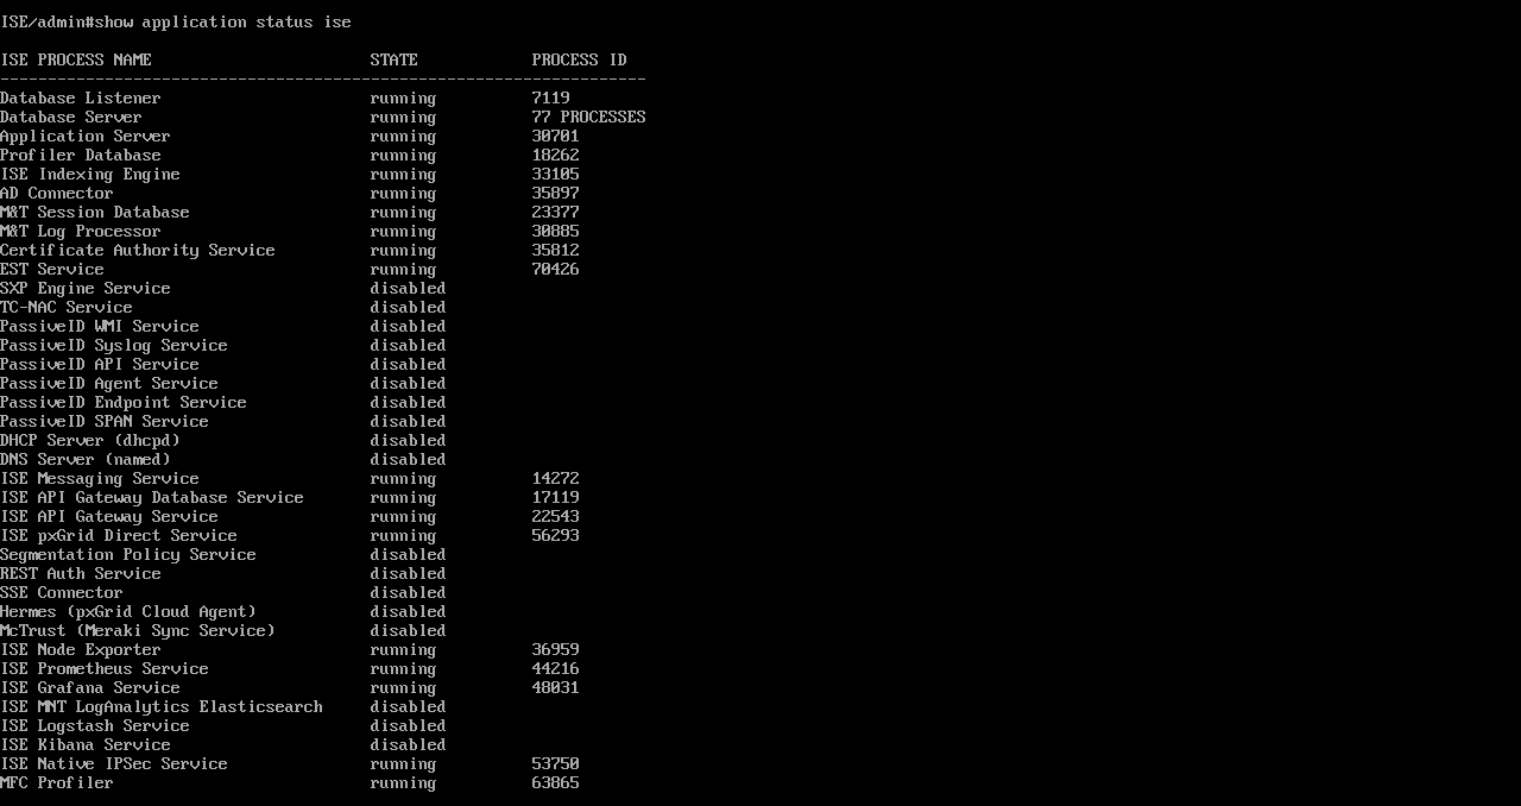 ISE/admin#show application status ise
ISE PROCESS NAME                       STATE            PROCESS ID
--------------------------------------------------------------------
Database Listener                      running          7119
Database Server                        running          77 PROCESSES
Application Server                     running          30701
Profiler Database                      running          18262
ISE Indexing Engine                    running          33105
AD Connector                           running          35897
M&T Session Database                   running          23377
M&T Log Processor                      running          30885
Certificate Authority Service          running          35812
EST Service                            running          70426
SXP Engine Service                     disabled
TC-NAC Service                         disabled
PassiveID WMI Service                  disabled
PassiveID Syslog Service               disabled
PassiveID API Service                  disabled
PassiveID Agent Service                disabled
PassiveID Endpoint Service             disabled
PassiveID SPAN Service                 disabled
DHCP Server (dhcpd)                    disabled
DNS Server (named)                     disabled
ISE Messaging Service                  running          14272
ISE API Gateway Database Service       running          17119
ISE API Gateway Service                running          22543
ISE pxGrid Direct Service              running          56293
Segmentation Policy Service            disabled
REST Auth Service                      disabled
SSE Connector                          disabled
Hermes (pxGrid Cloud Agent)            disabled
McTrust (Meraki Sync Service)          disabled
ISE Node Exporter                      running          36959
ISE Prometheus Service                 running          44216
ISE Grafana Service                    running          48031
ISE MNT LogAnalytics Elasticsearch     disabled
ISE Logstash Service                   disabled
ISE Kibana Service                     disabled
ISE Native IPSec Service               running          53750
MFC Profiler                           running          63865